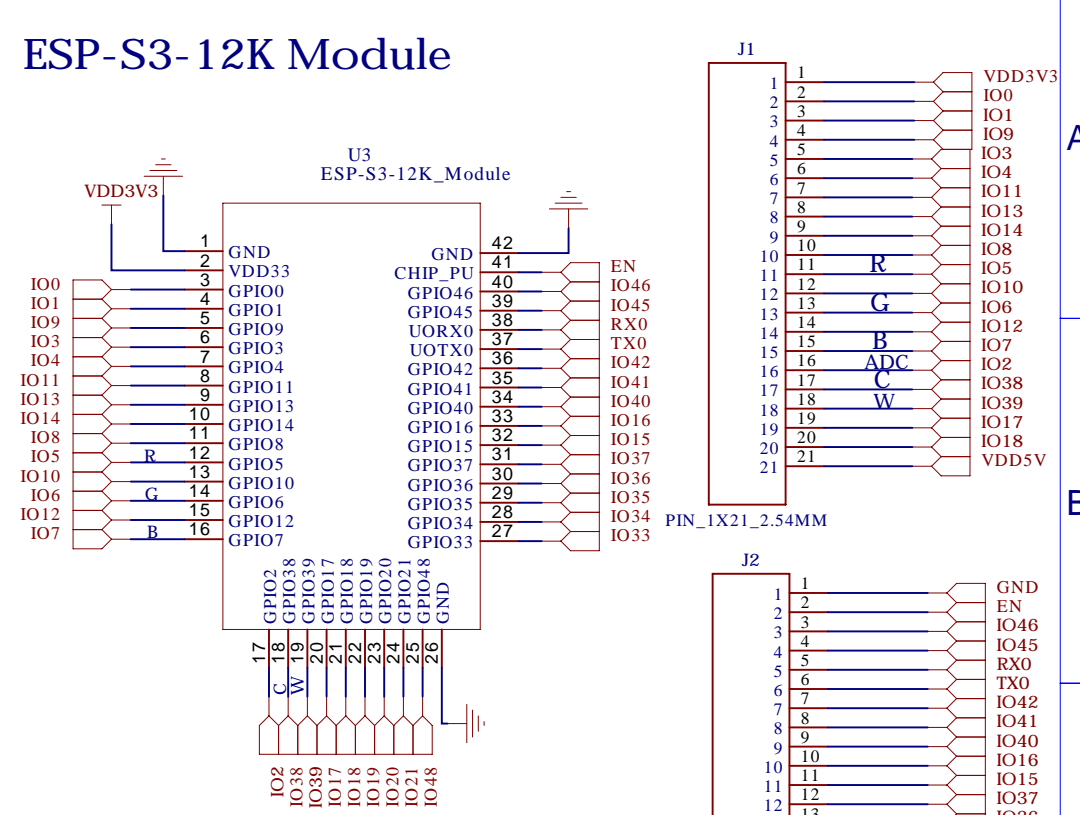 ESP-S3-12K Module
U3
ESP-S3-12K_Module
VDD3V3
1 GND
2 VDD33
IO0 3 GPIO0
IO1 4 GPIO1
IO9 5 GPIO9
IO3 6 GPIO3
IO4 7 GPIO4
IO11 8 GPIO11
IO13 9 GPIO13
IO14 10 GPIO14
IO8 11 GPIO8
IO5 R 12 GPIO5
IO10 13 GPIO10
IO6 G 14 GPIO6
IO12 15 GPIO12
IO7 B 16 GPIO7
GND 42
CHIP_PU 41 EN
GPIO46 40 IO46
GPIO45 39 IO45
UORX0 38 RX0
UOTX0 37 TX0
GPIO42 36 IO42
GPIO41 35 IO41
GPIO40 34 IO40
GPIO16 33 IO16
GPIO15 32 IO15
GPIO37 31 IO37
GPIO36 30 IO36
GPIO35 29 IO35
GPIO34 28 IO34
GPIO33 27 IO33
GPIO2 17 IO2
GPIO38 18 C IO38
GPIO39 19 W IO39
GPIO17 20 IO17
GPIO18 21 IO18
GPIO19 22 IO19
GPIO20 23 IO20
GPIO21 24 IO21
GPIO48 25 IO48
GND 26
J1
1 1 VDD3V3
2 2 IO0
3 3 IO1
4 4 IO9
5 5 IO3
6 6 IO4
7 7 IO11
8 8 IO13
9 9 IO14
10 10 IO8
11 11 R IO5
12 12 IO10
13 13 G IO6
14 14 IO12
15 15 B IO7
16 16 ADC IO2
17 17 C IO38
18 18 W IO39
19 19 IO17
20 20 IO18
21 21 VDD5V
PIN_1X21_2.54MM
J2
1 1 GND
2 2 EN
3 3 IO46
4 4 IO45
5 5 RX0
6 6 TX0
7 7 IO42
8 8 IO41
9 9 IO40
10 10 IO16
11 11 IO15
12 12 IO37
13 IO36
A
B